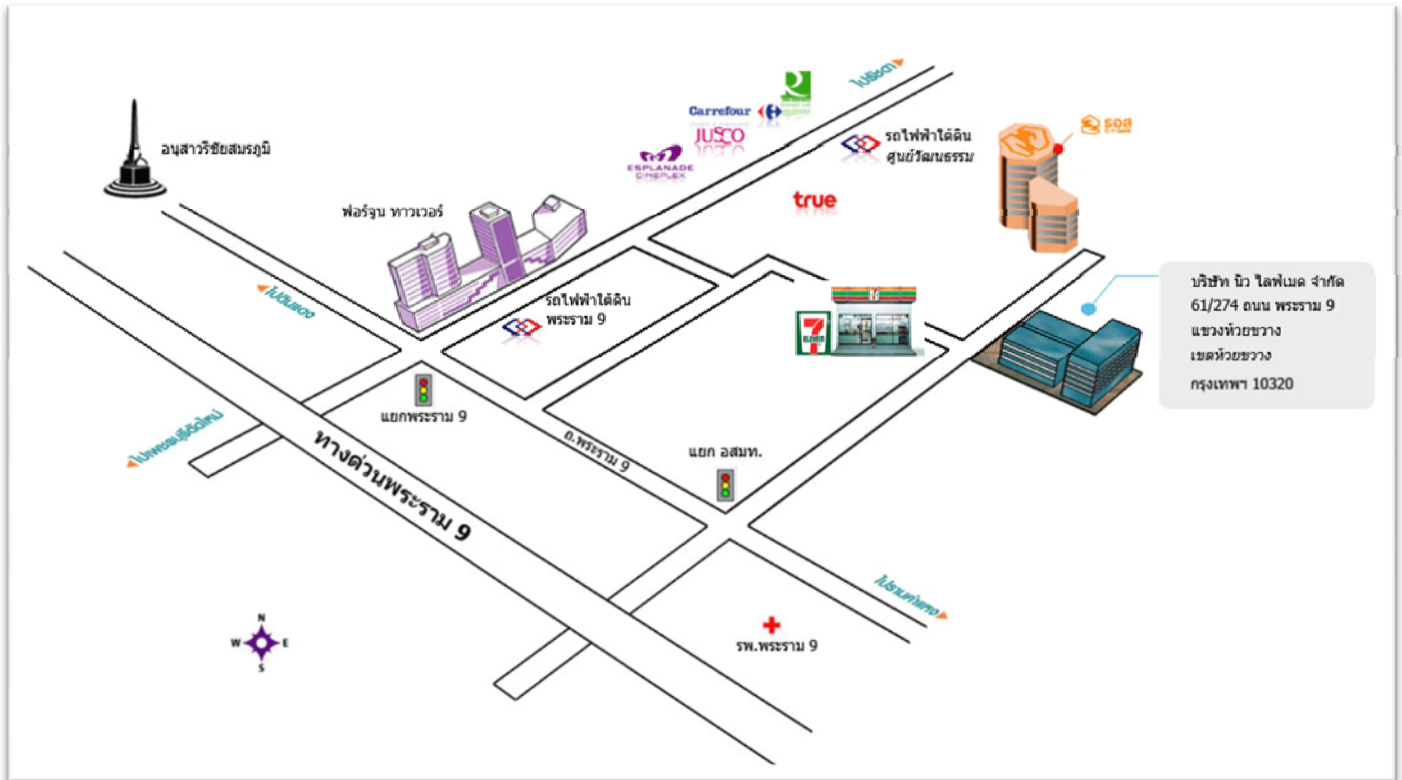 อนุสาวรีชัยสมรภูมิ
ฟอร์จูน ทาวเวอร์
Carrefour
JUSCO
ESPLANADE
CINEPLEX
ไปรัชดา
รถไฟฟ้าใต้ดิน
ศูนย์วัฒนธรรม
true
ธอส
ไปดินแดง
รถไฟฟ้าใต้ดิน
พระราม 9
7
ELEVEN
บริษัท นิว ไลฟ์เมด จำกัด
61/274 ถนน พระราม 9
แขวงห้วยขวาง
เขตห้วยขวาง
กรุงเทพฯ 10320
แยกพระราม 9
ไปเพชรบุรีตัดใหม่
ทางด่วนพระราม 9
ถ.พระราม 9
แยก อสมท.
ไปรามคำแหง
รพ.พระราม 9
N
W
E
S